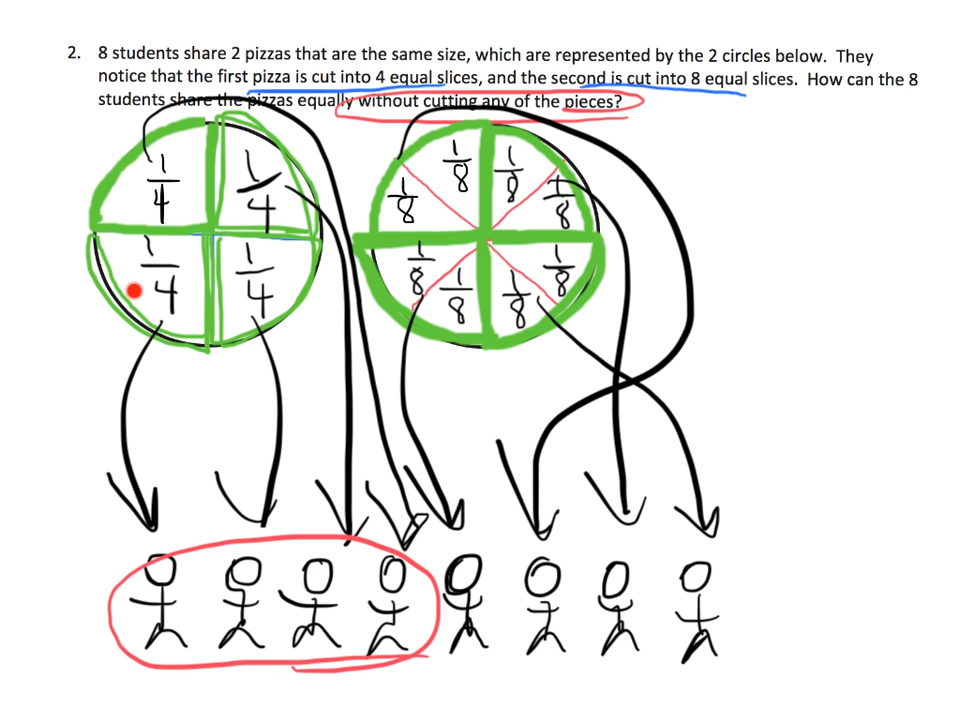 2. 8 students share 2 pizzas that are the same size, which are represented by the 2 circles below. They
notice that the first pizza is cut into 4 equal slices, and the second is cut into 8 equal slices. How can the 8
students share the pizzas equally without cutting any of the pieces?
1/4 1/4
1/4 1/4
1/8 1/8 1/8 1/8
1/8 1/8 1/8 1/8